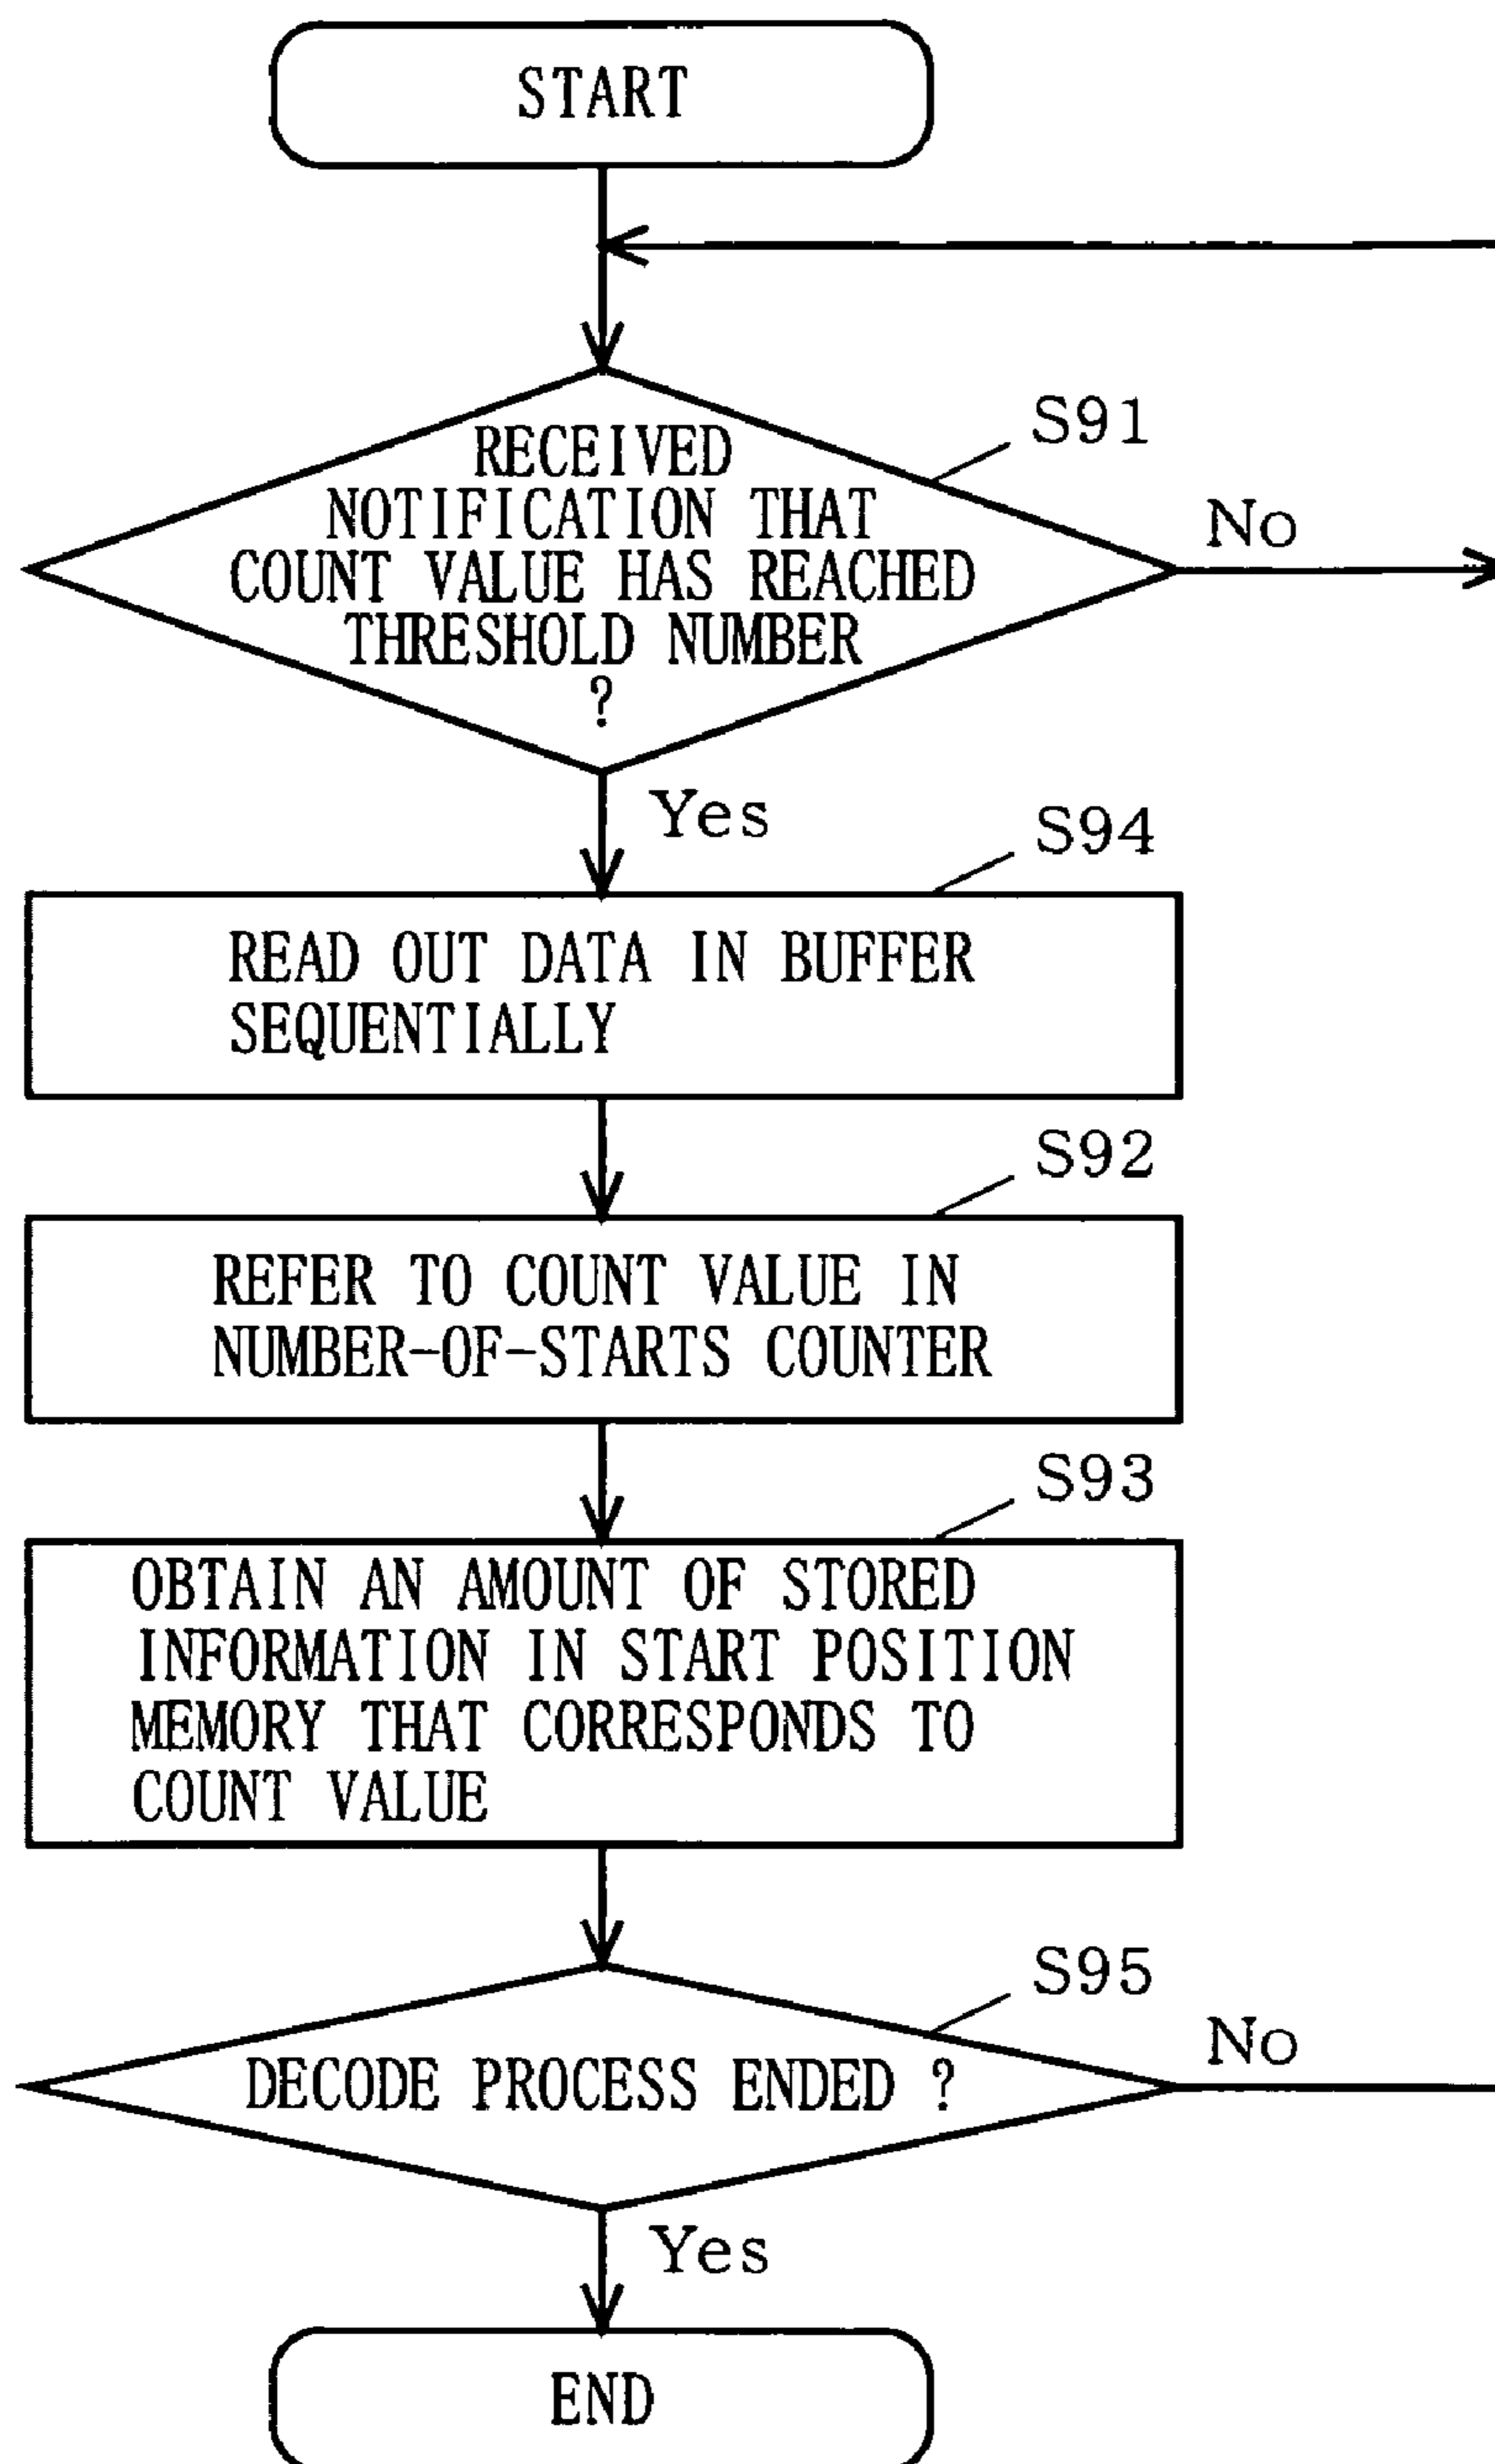 START
S91
RECEIVED
NOTIFICATION THAT
COUNT VALUE HAS REACHED
THRESHOLD NUMBER
?
No
Yes
S94
READ OUT DATA IN BUFFER
SEQUENTIALLY
S92
REFER TO COUNT VALUE IN
NUMBER-OF-STARTS COUNTER
S93
OBTAIN AN AMOUNT OF STORED
INFORMATION IN START POSITION
MEMORY THAT CORRESPONDS TO
COUNT VALUE
S95
DECODE PROCESS ENDED ?
No
Yes
END